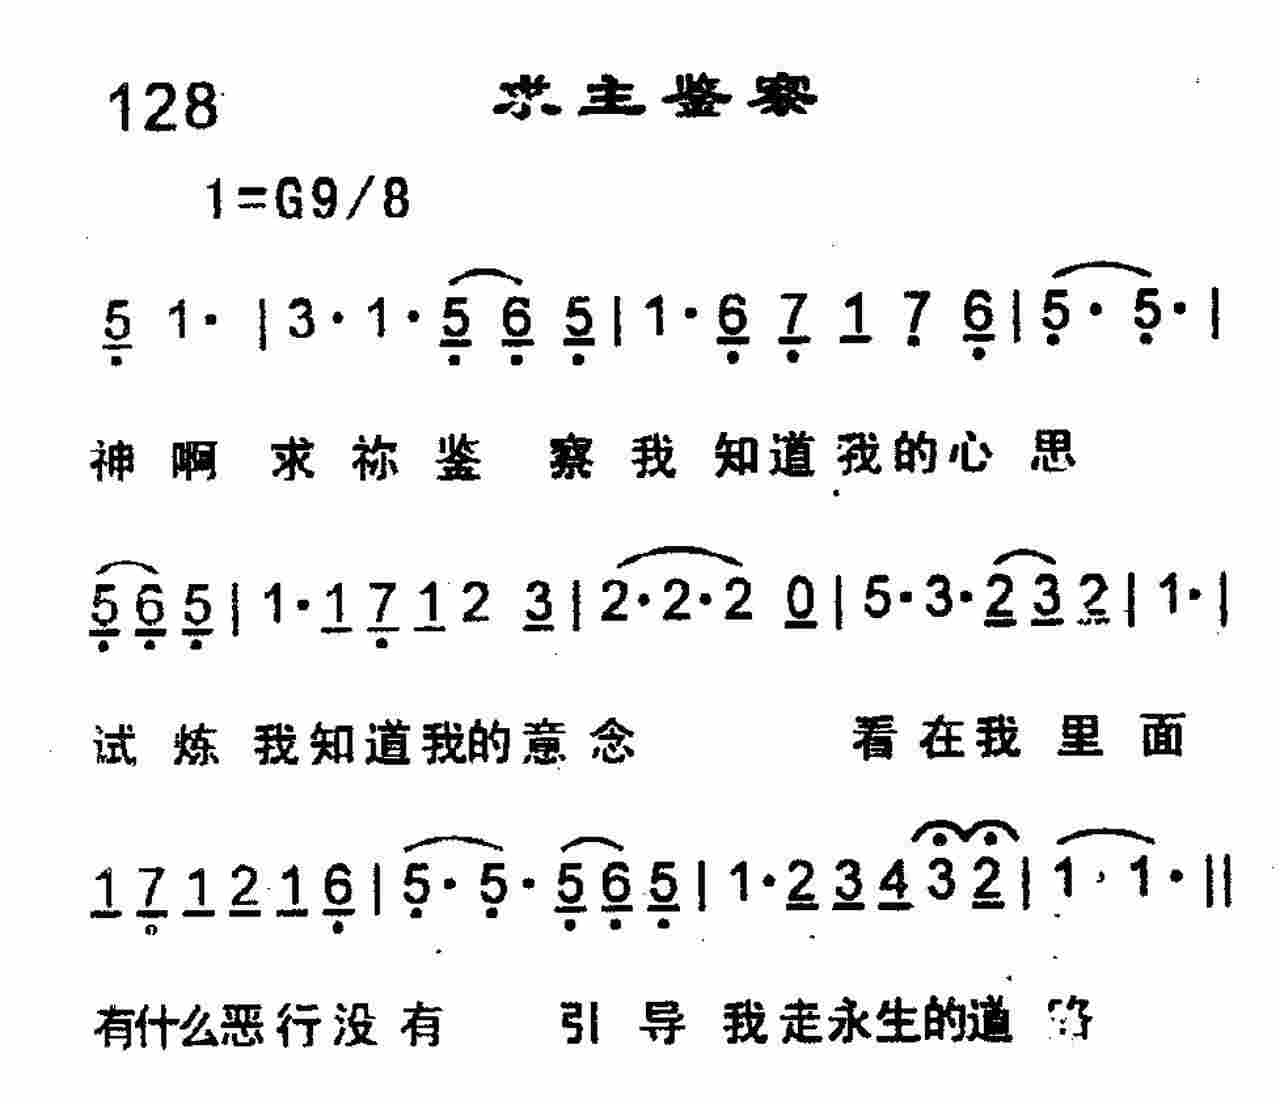 128 求主鉴察
1=G9/8
5 1· | 3·1·5 6 5 | 1·6 7 1 7 6 | 5· 5· |
神啊 求祢鉴 察我 知道我的心思
5 6 5 | 1·1 7 1 2 3 | 2·2·2 0 | 5·3·2 3 2 | 1· |
试炼我知道我的意念 看在我里面
1 7 1 2 1 6 | 5· 5· 5 6 5 | 1·2 3 4 3 2 | 1· 1· ||
有什么恶行没有 引导我走永生的道路